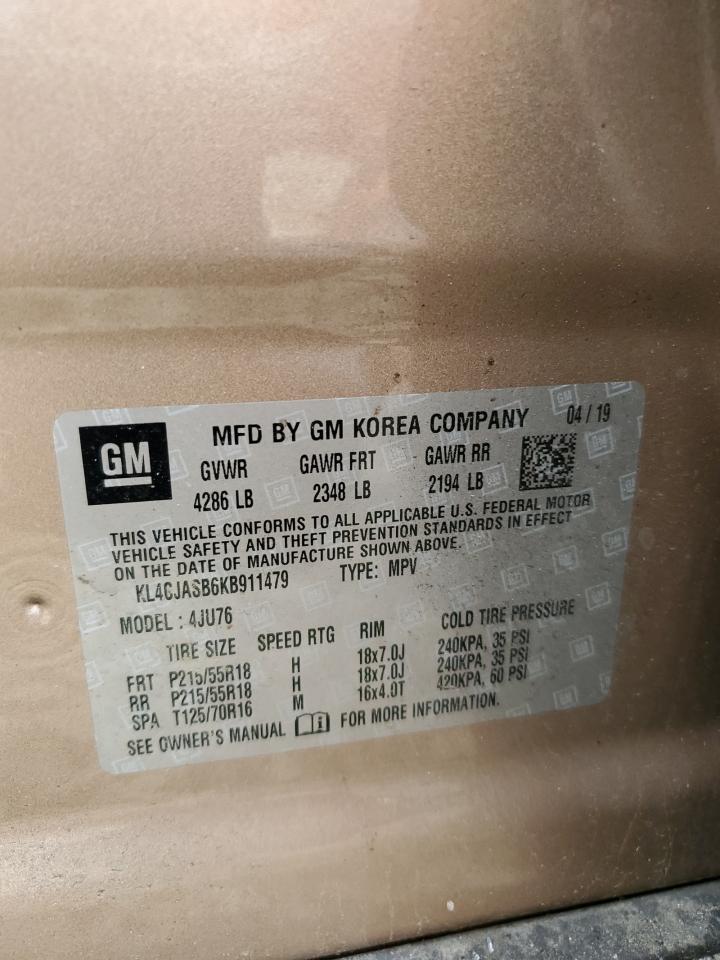 GM
MFD BY GM KOREA COMPANY 04 / 19
GVWR GAWR FRT GAWR RR
4286 LB 2348 LB 2194 LB
THIS VEHICLE CONFORMS TO ALL APPLICABLE U.S. FEDERAL MOTOR
VEHICLE SAFETY AND THEFT PREVENTION STANDARDS IN EFFECT
ON THE DATE OF MANUFACTURE SHOWN ABOVE.
KL4CJASB6KB911479 TYPE: MPV
MODEL : 4JU76
TIRE SIZE SPEED RTG RIM COLD TIRE PRESSURE
FRT P215/55R18 H 18x7.0J 240KPA, 35 PSI
RR P215/55R18 H 18x7.0J 240KPA, 35 PSI
SPA T125/70R16 M 16x4.0T 420KPA, 60 PSI
SEE OWNER'S MANUAL FOR MORE INFORMATION.